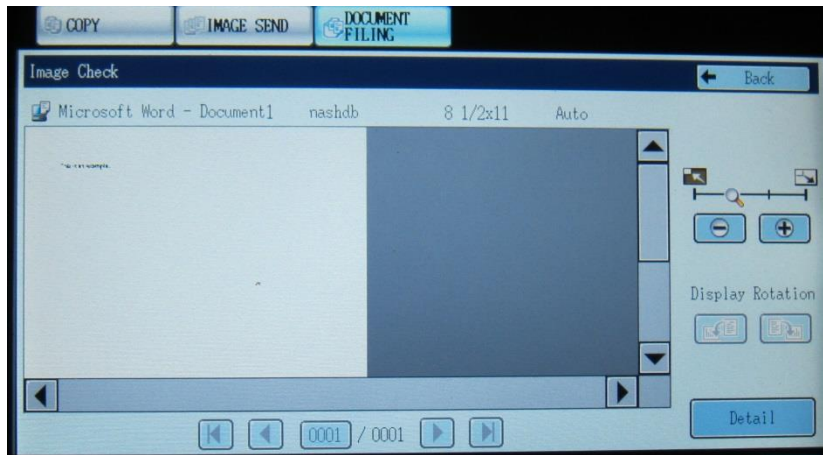 COPY
IMAGE SEND
DOCUMENT
FILING
Image Check
Back
Microsoft Word - Document1 nashdb 8 1/2x11 Auto
Display Rotation
0001 / 0001
Detail